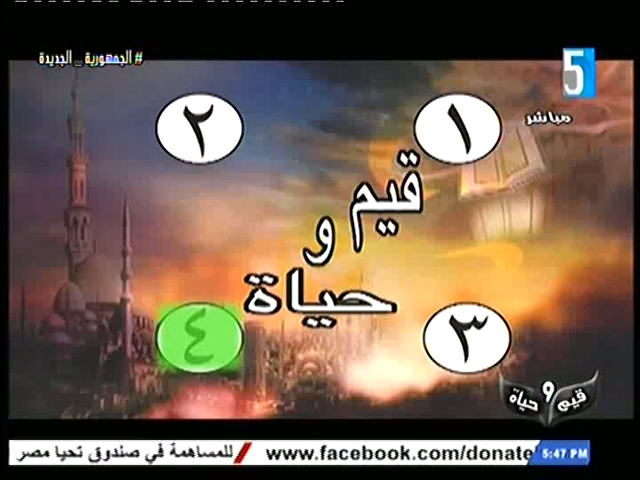 #الجمهورية_الجديدة
5
مباشر
١
٢
قيم
و
حياة
٣
٤
قيم و حياة
للمساهمة في صندوق تحيا مصر
www.facebook.com/donate
5:47 PM